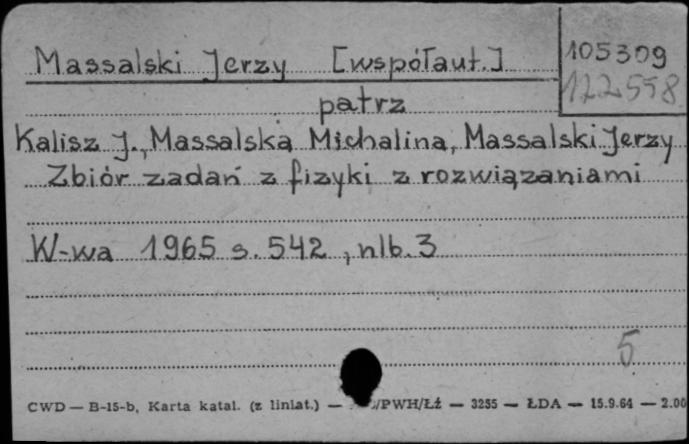 Massalski Jerzy [współaut.] 105309
122558
patrz
Kalisz J., Massalska Michalina, Massalski Jerzy
Zbiór zadań z fizyki z rozwiązaniami
W-wa 1965 s. 542, nlb. 3
5
CWD — B-15-b, Karta katal. (z liniat.) — /PWH/Łź — 3255 — ŁDA — 15.9.64 — 2.00